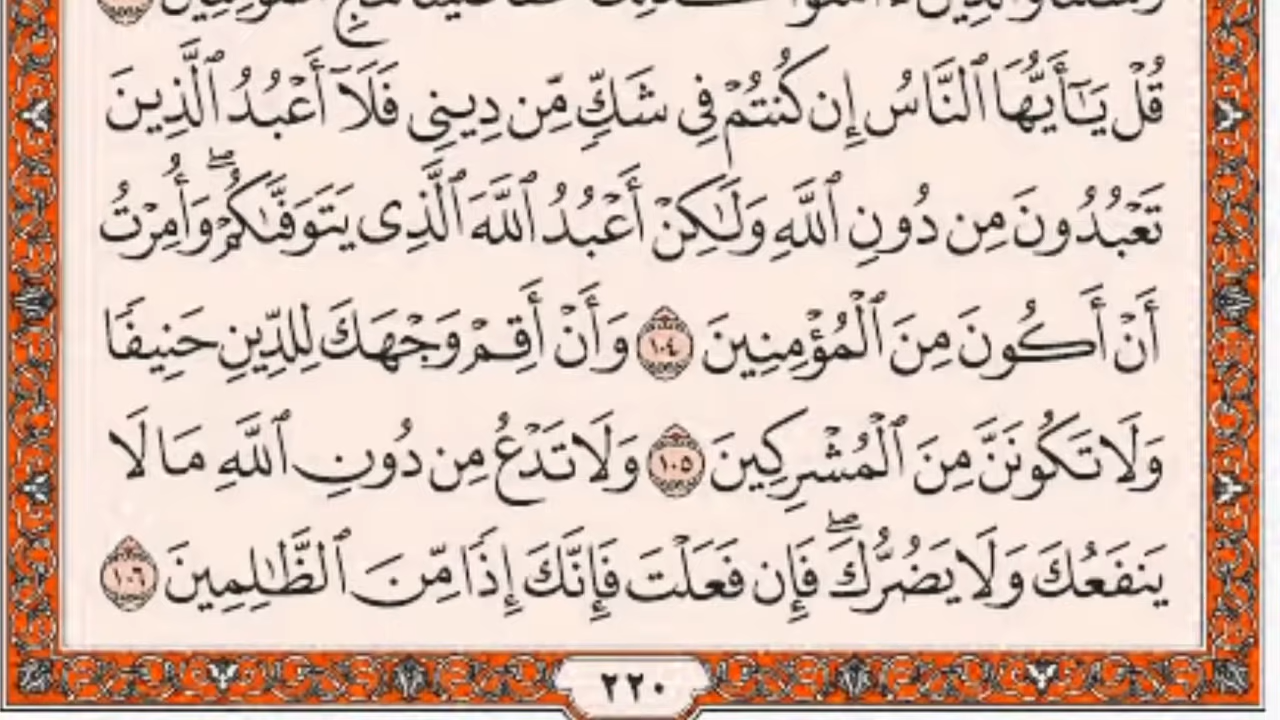 قُلْ يَـٰٓأَيُّهَا ٱلنَّاسُ إِن كُنتُمْ فِى شَكٍّ مِّن دِينِى فَلَآ أَعْبُدُ ٱلَّذِينَ
تَعْبُدُونَ مِن دُونِ ٱللَّهِ وَلَـٰكِنْ أَعْبُدُ ٱللَّهَ ٱلَّذِى يَتَوَفَّىٰكُمْ ۖ وَأُمِرْتُ
أَنْ أَكُونَ مِنَ ٱلْمُؤْمِنِينَ ١٠٤ وَأَنْ أَقِمْ وَجْهَكَ لِلدِّينِ حَنِيفًا
وَلَا تَكُونَنَّ مِنَ ٱلْمُشْرِكِينَ ١٠٥ وَلَا تَدْعُ مِن دُونِ ٱللَّهِ مَا لَا
يَنفَعُكَ وَلَا يَضُرُّكَ ۖ فَإِن فَعَلْتَ فَإِنَّكَ إِذًا مِّنَ ٱلظَّـٰلِمِينَ ١٠٦
٢٢٠